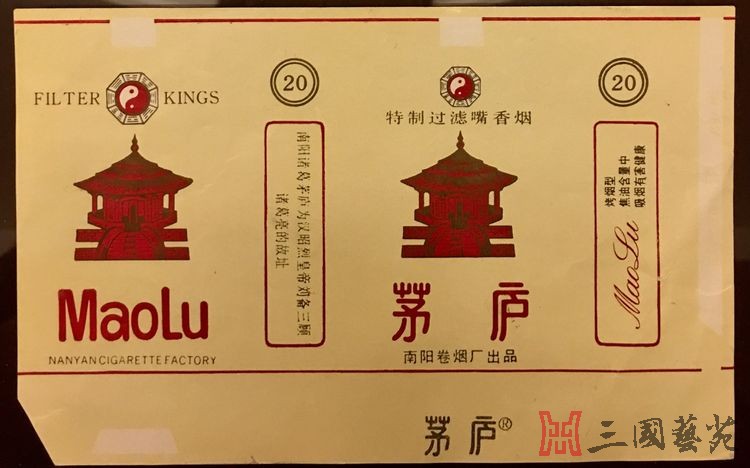 FILTER KINGS
MaoLu
NANYANCIGARETTEFACTORY
20
南阳诸葛茅庐为汉昭烈皇帝刘备三顾
诸葛亮的故址
特制过滤嘴香烟
茅庐
南阳卷烟厂出品
20
烤烟型
焦油含量中
吸烟有害健康
MaoLu
茅庐®
三國藝苑